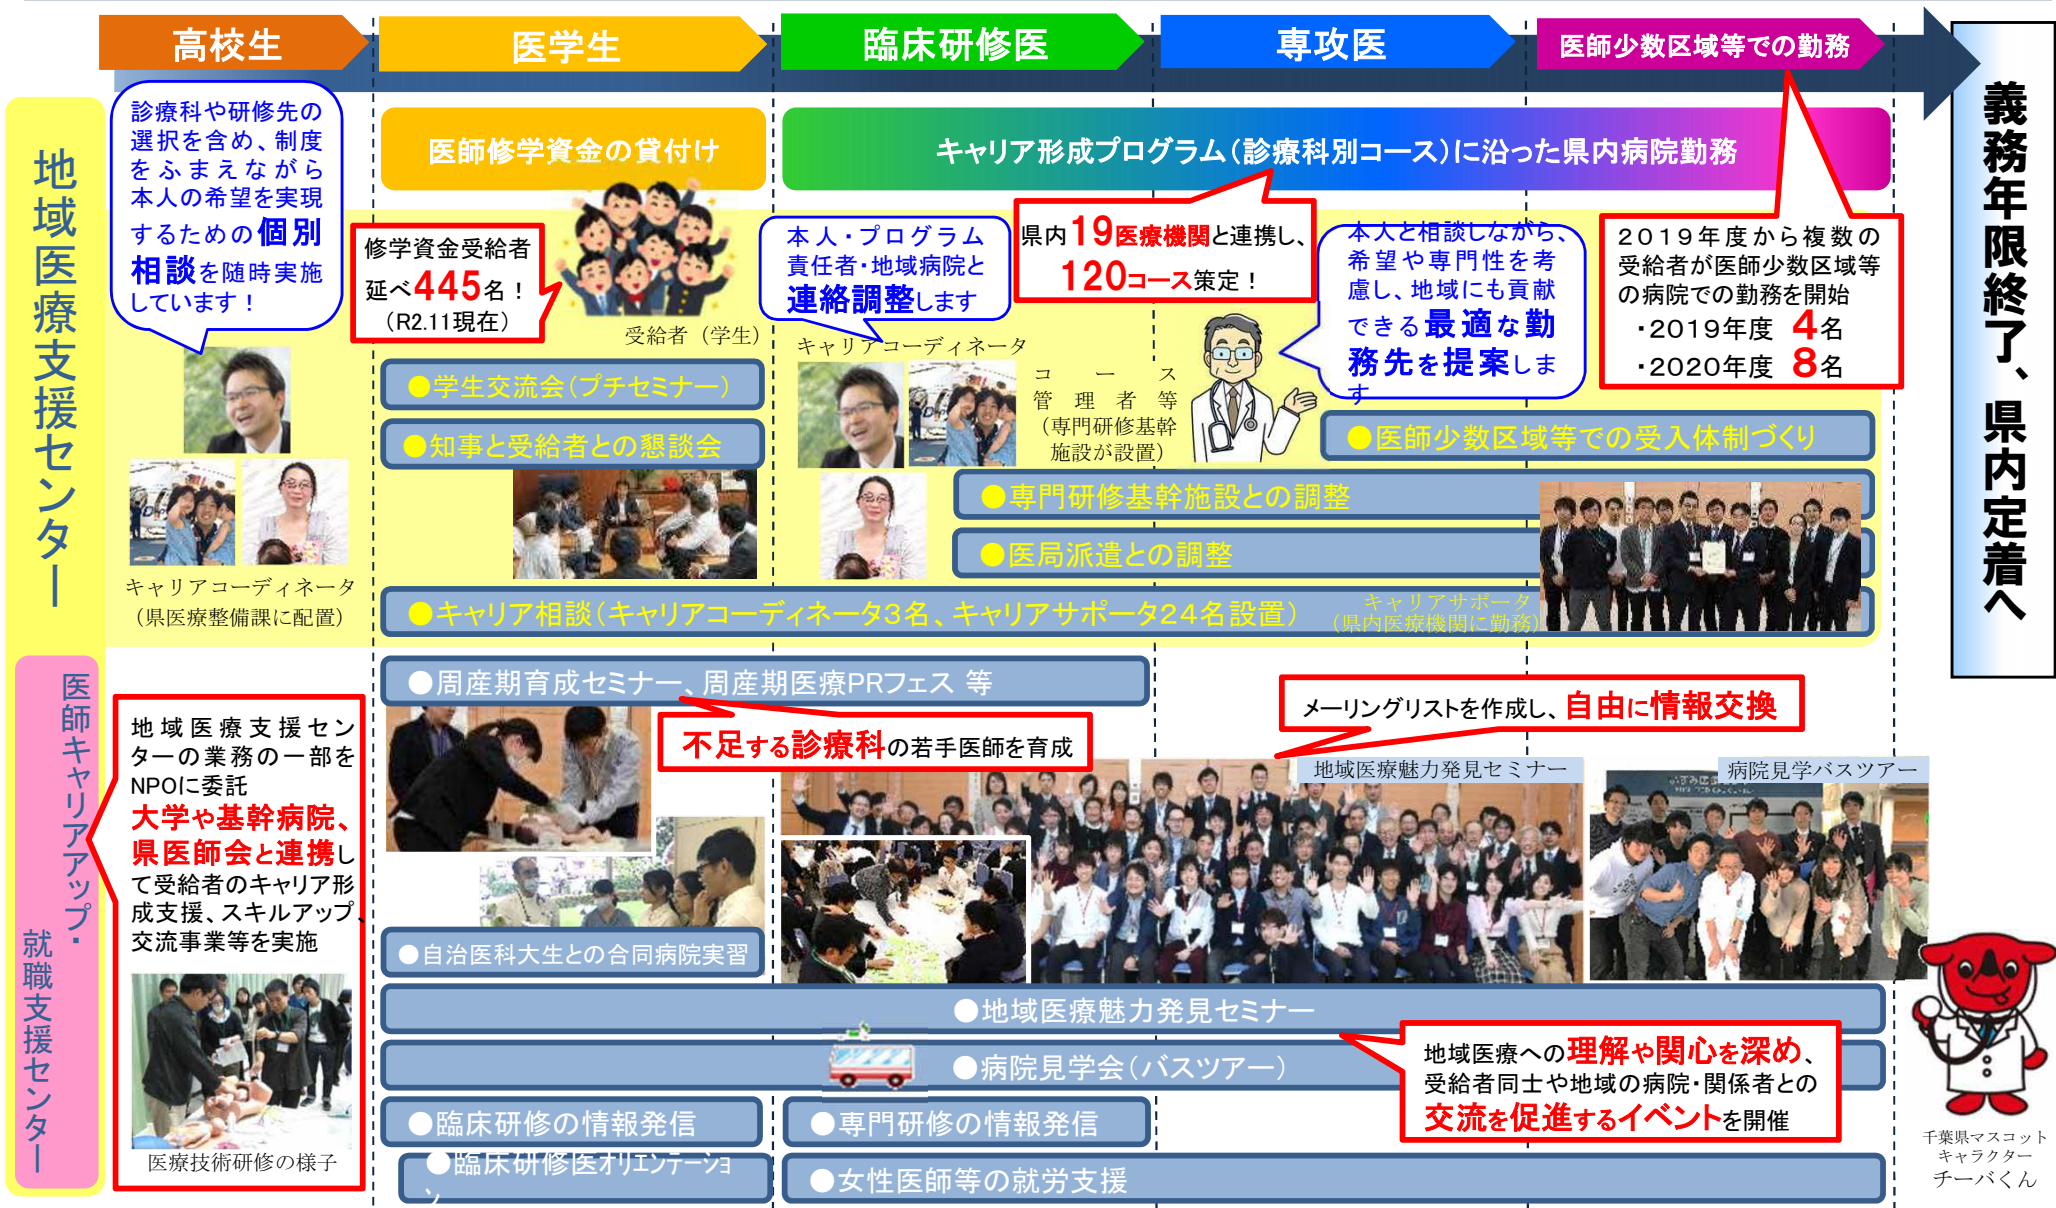 高校生
医学生
臨床研修医
専攻医
医師少数区域等での勤務
義務年限終了、県内定着へ
地域医療支援センター
診療科や研修先の
選択を含め、制度
をふまえながら
本人の希望を実現
するための個別
相談を随時実施
しています！
医師修学資金の貸付け
キャリア形成プログラム（診療科別コース）に沿った県内病院勤務
修学資金受給者
延べ445名！
（R2.11現在）
受給者（学生）
本人・プログラム
責任者・地域病院と
連絡調整します
県内19医療機関と連携し、
120コース策定！
本人と相談しながら、
希望や専門性を考
慮し、地域にも貢献
できる最適な勤
務先を提案しま
す
2019年度から複数の
受給者が医師少数区域等
の病院での勤務を開始
・2019年度 4名
・2020年度 8名
キャリアコーディネータ
（県医療整備課に配置）
●学生交流会（プチセミナー）
●知事と受給者との懇談会
キャリアコーディネータ
コース
管理者等
（専門研修基幹
施設が設置）
●医師少数区域等での受入体制づくり
●専門研修基幹施設との調整
●医局派遣との調整
●キャリア相談（キャリアコーディネータ3名、キャリアサポータ24名設置）
キャリアサポータ
（県内医療機関に勤務）
医師キャリアアップ・
就職支援センター
地域医療支援セン
ターの業務の一部を
NPOに委託
大学や基幹病院、
県医師会と連携し
て受給者のキャリア形
成支援、スキルアップ、
交流事業等を実施
医療技術研修の様子
●周産期育成セミナー、周産期医療PRフェス 等
不足する診療科の若手医師を育成
メーリングリストを作成し、自由に情報交換
地域医療魅力発見セミナー
病院見学バスツアー
●自治医科大生との合同病院実習
●地域医療魅力発見セミナー
●病院見学会（バスツアー）
地域医療への理解や関心を深め、
受給者同士や地域の病院・関係者との
交流を促進するイベントを開催
●臨床研修の情報発信
●専門研修の情報発信
●臨床研修医オリエンテーショ
ン
●女性医師等の就労支援
千葉県マスコット
キャラクター
チーバくん